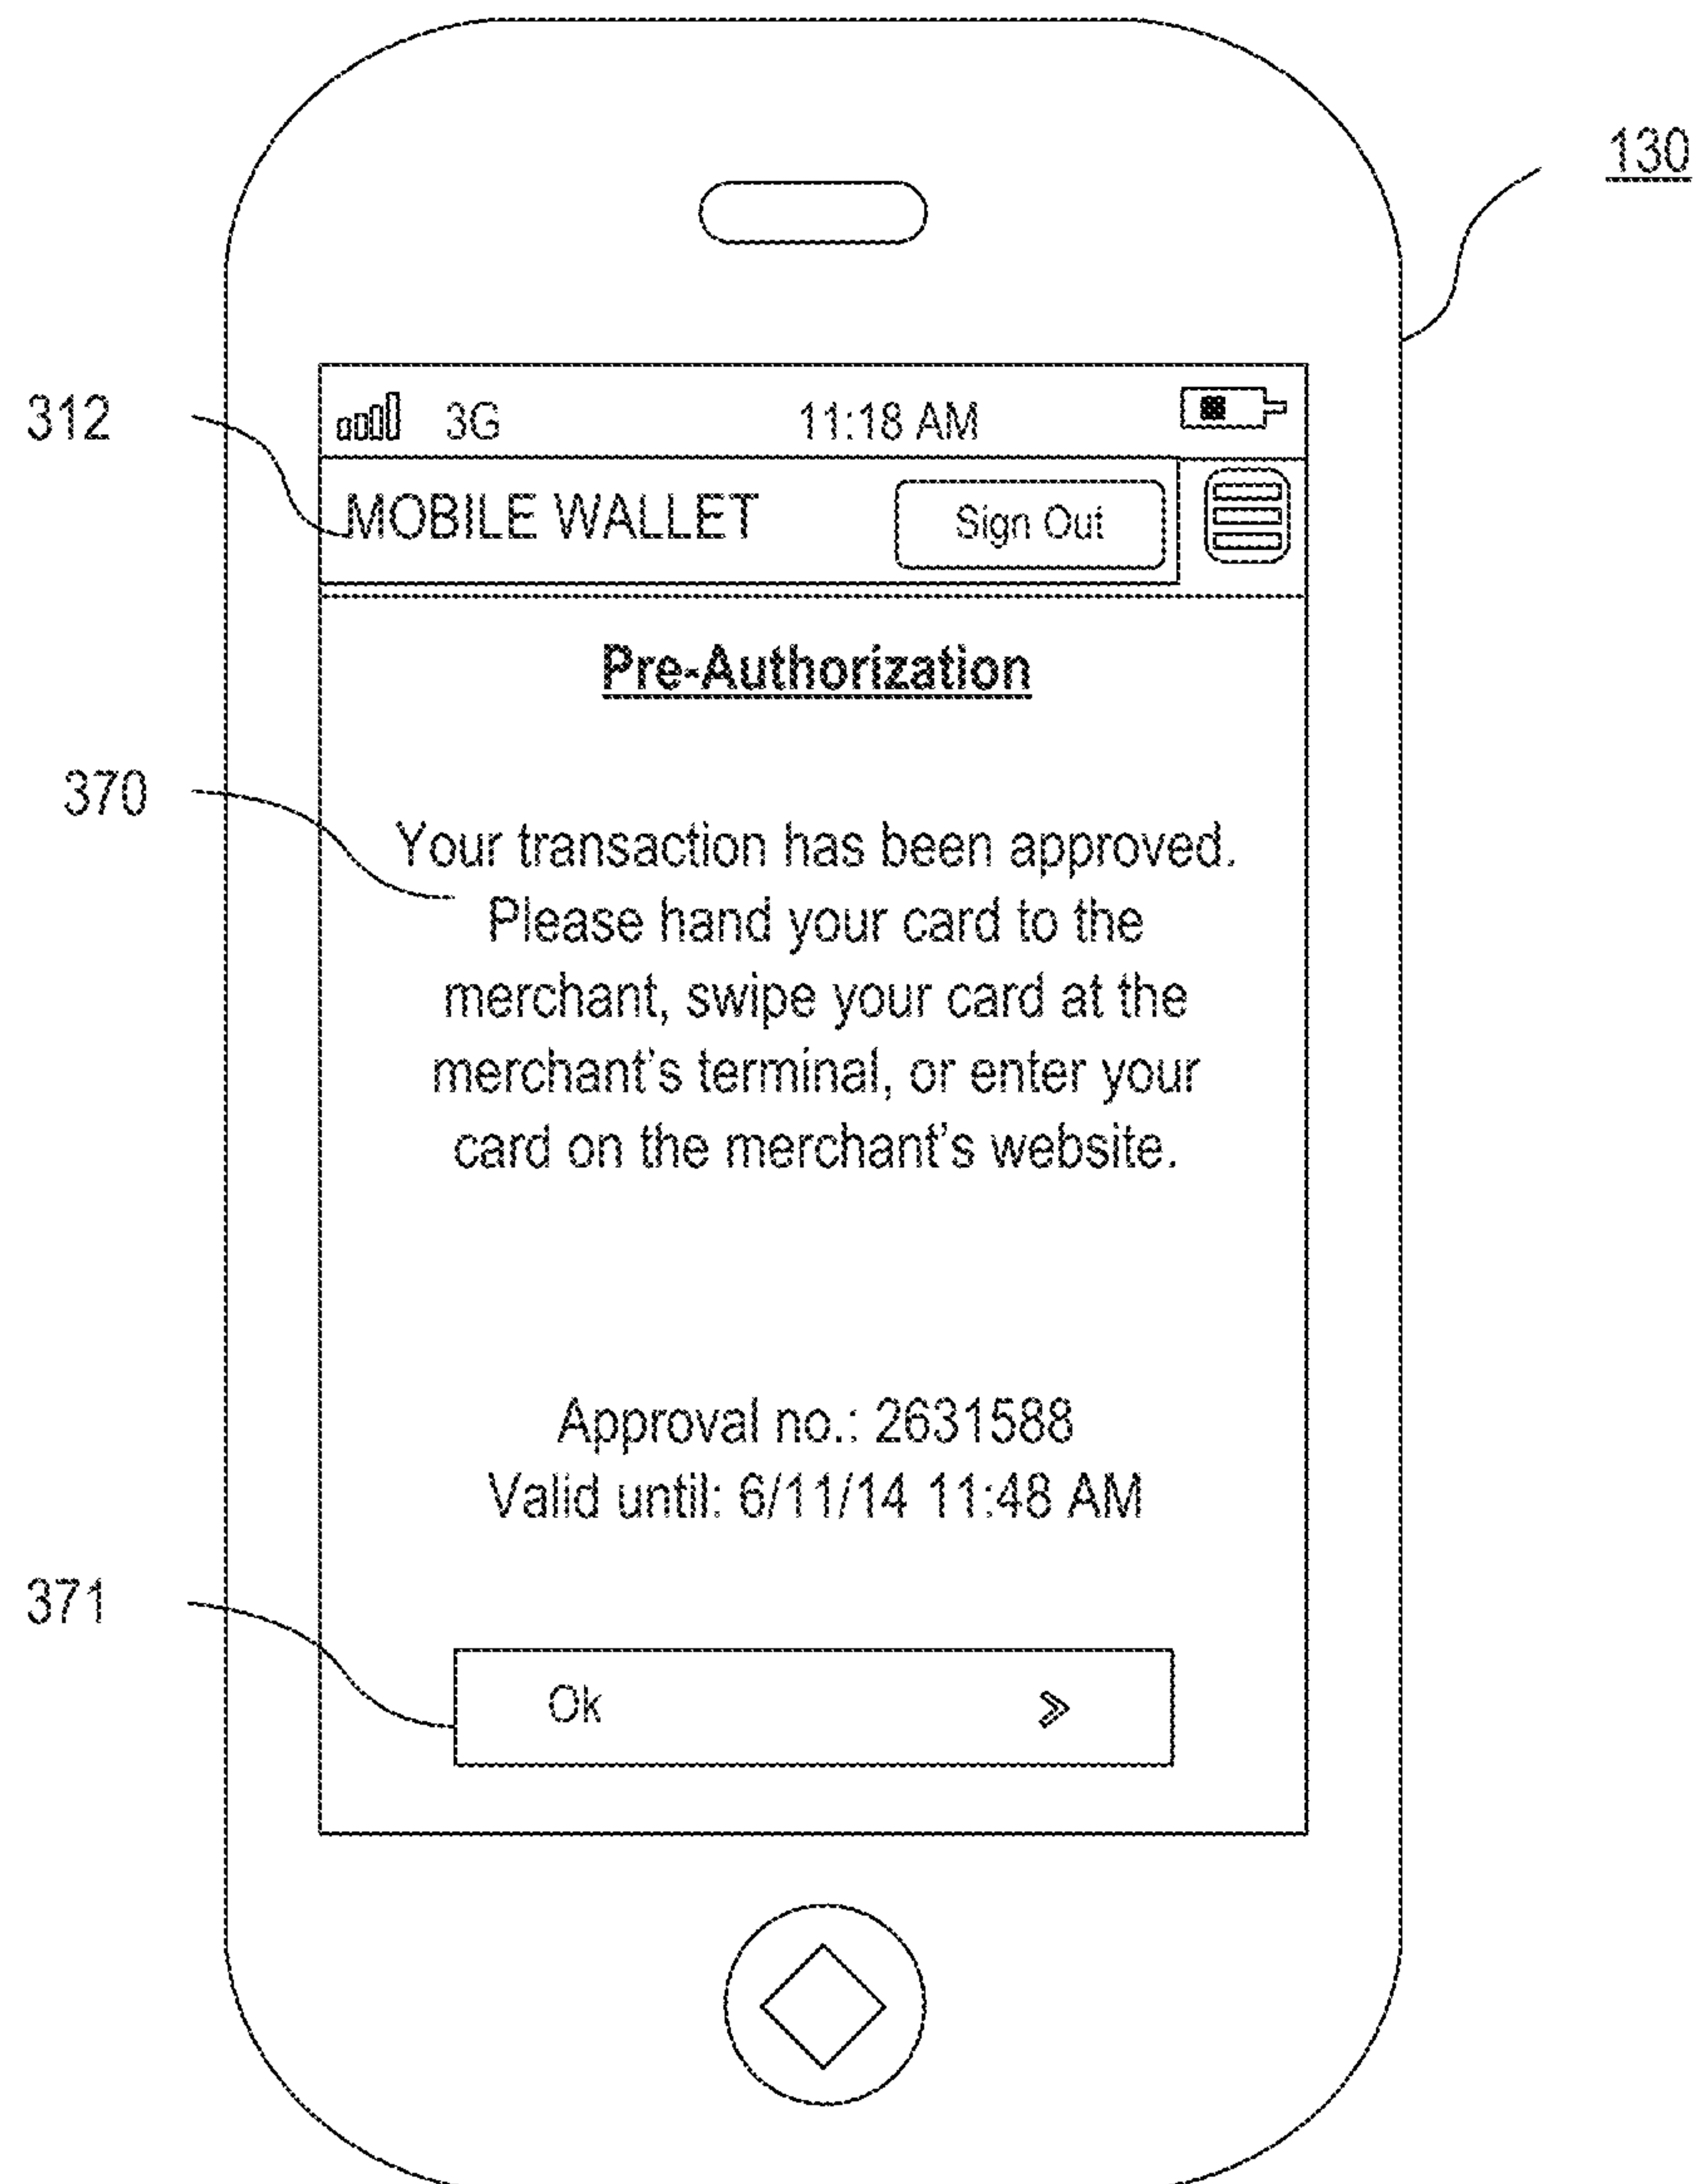 130
312
3G 11:18 AM
MOBILE WALLET Sign Out
Pre-Authorization
370
Your transaction has been approved.
Please hand your card to the
merchant, swipe your card at the
merchant's terminal, or enter your
card on the merchant's website.
Approval no.: 2631588
Valid until: 6/11/14 11:48 AM
371
Ok